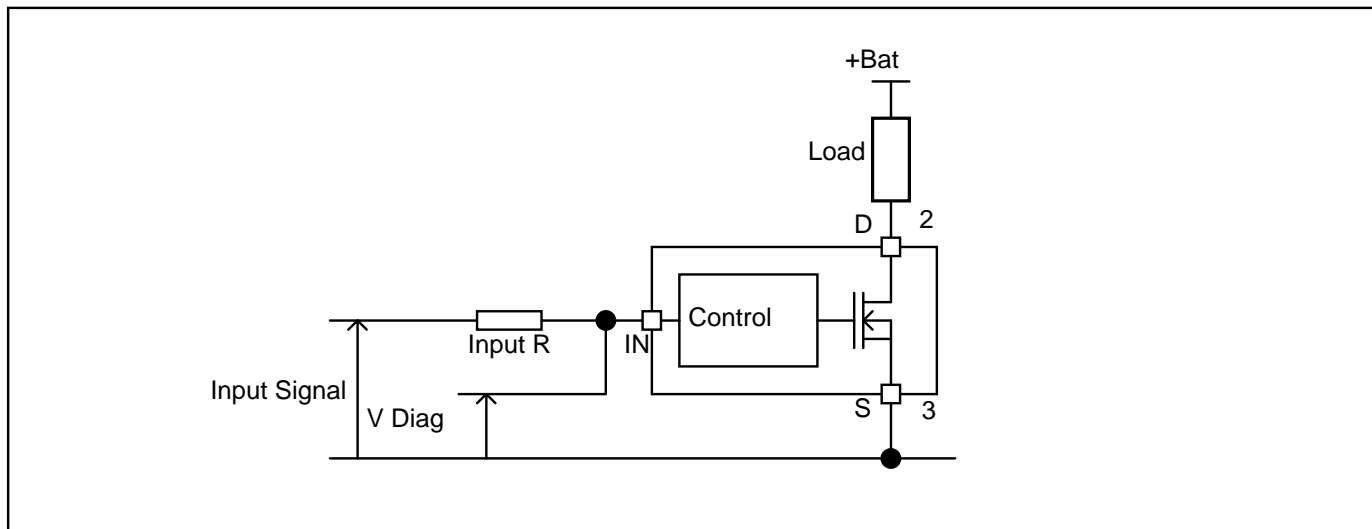 +Bat
Load
D 2
Control
Input R
IN
Input Signal
V Diag
S 3